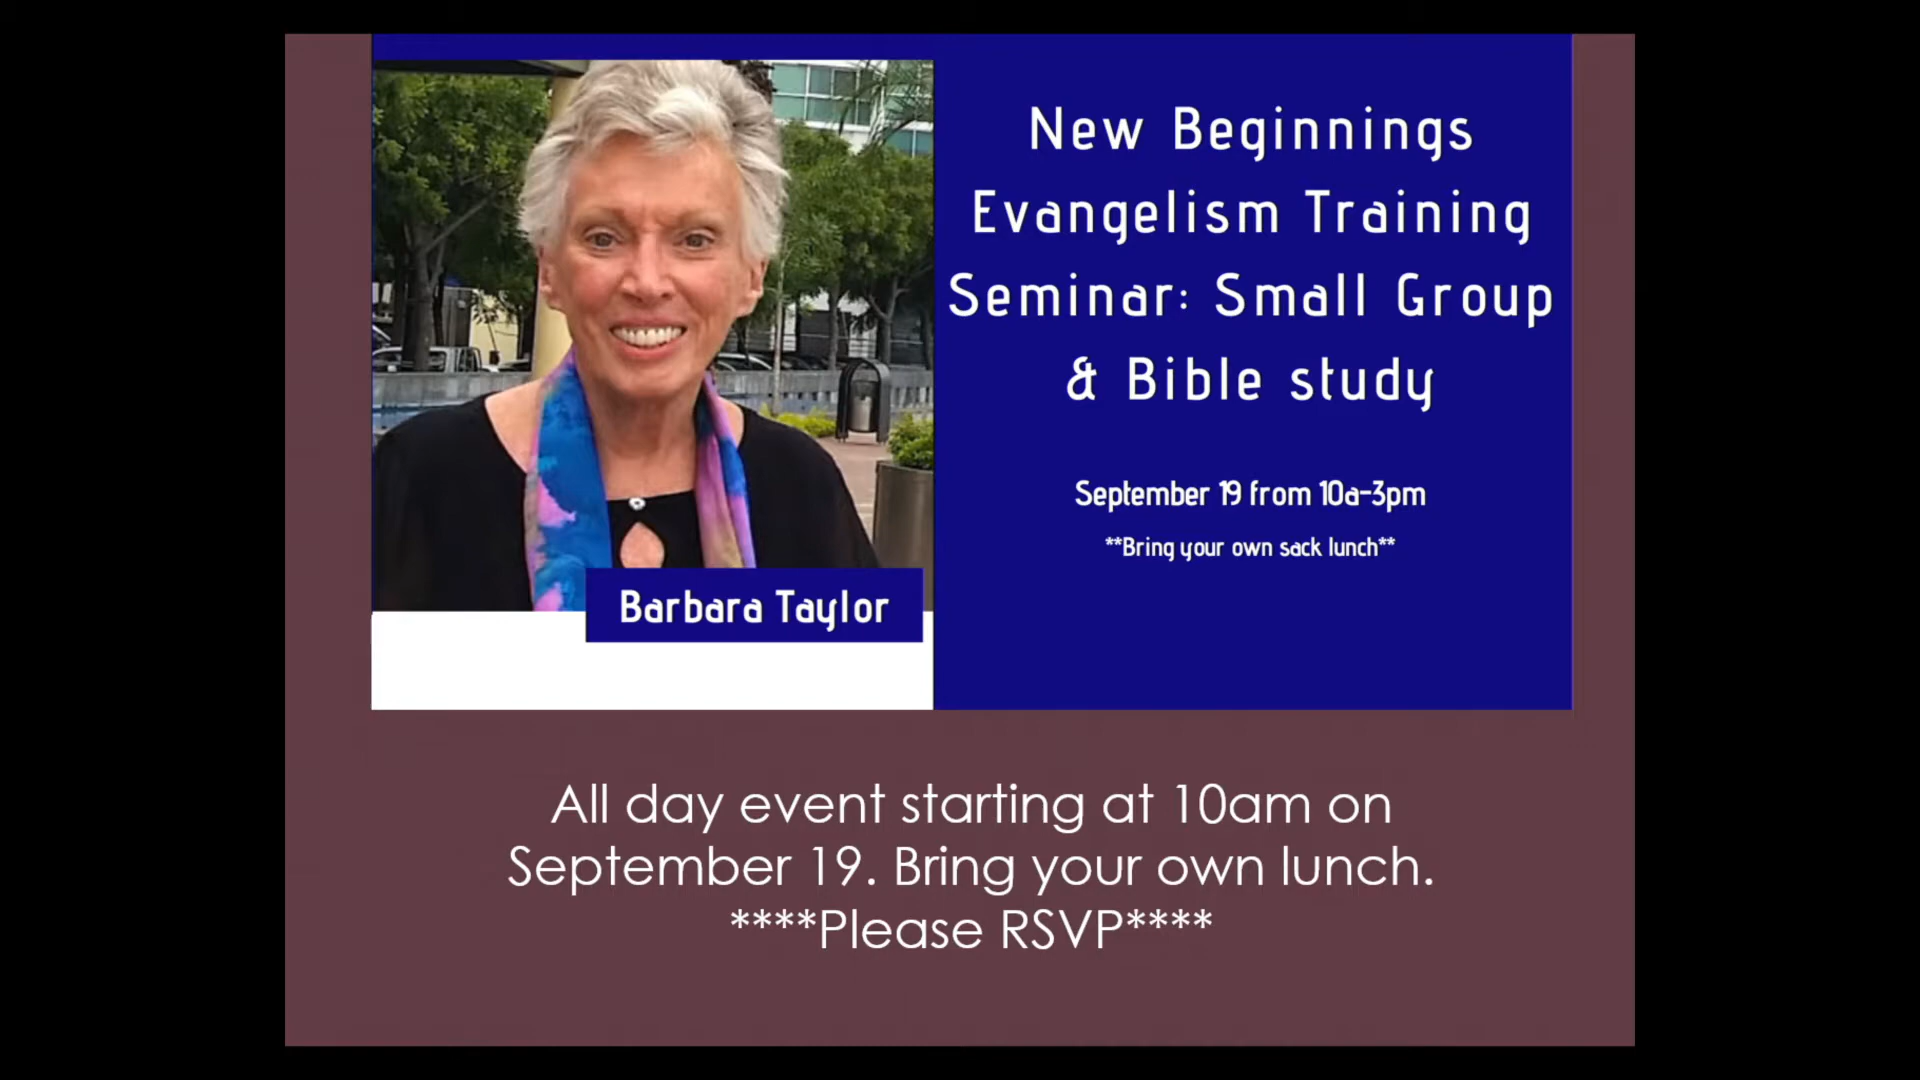 New Beginnings
Evangelism Training
Seminar: Small Group
& Bible study
September 19 from 10a-3pm
**Bring your own sack lunch**
Barbara Taylor
All day event starting at 10am on
September 19. Bring your own lunch.
****Please RSVP****